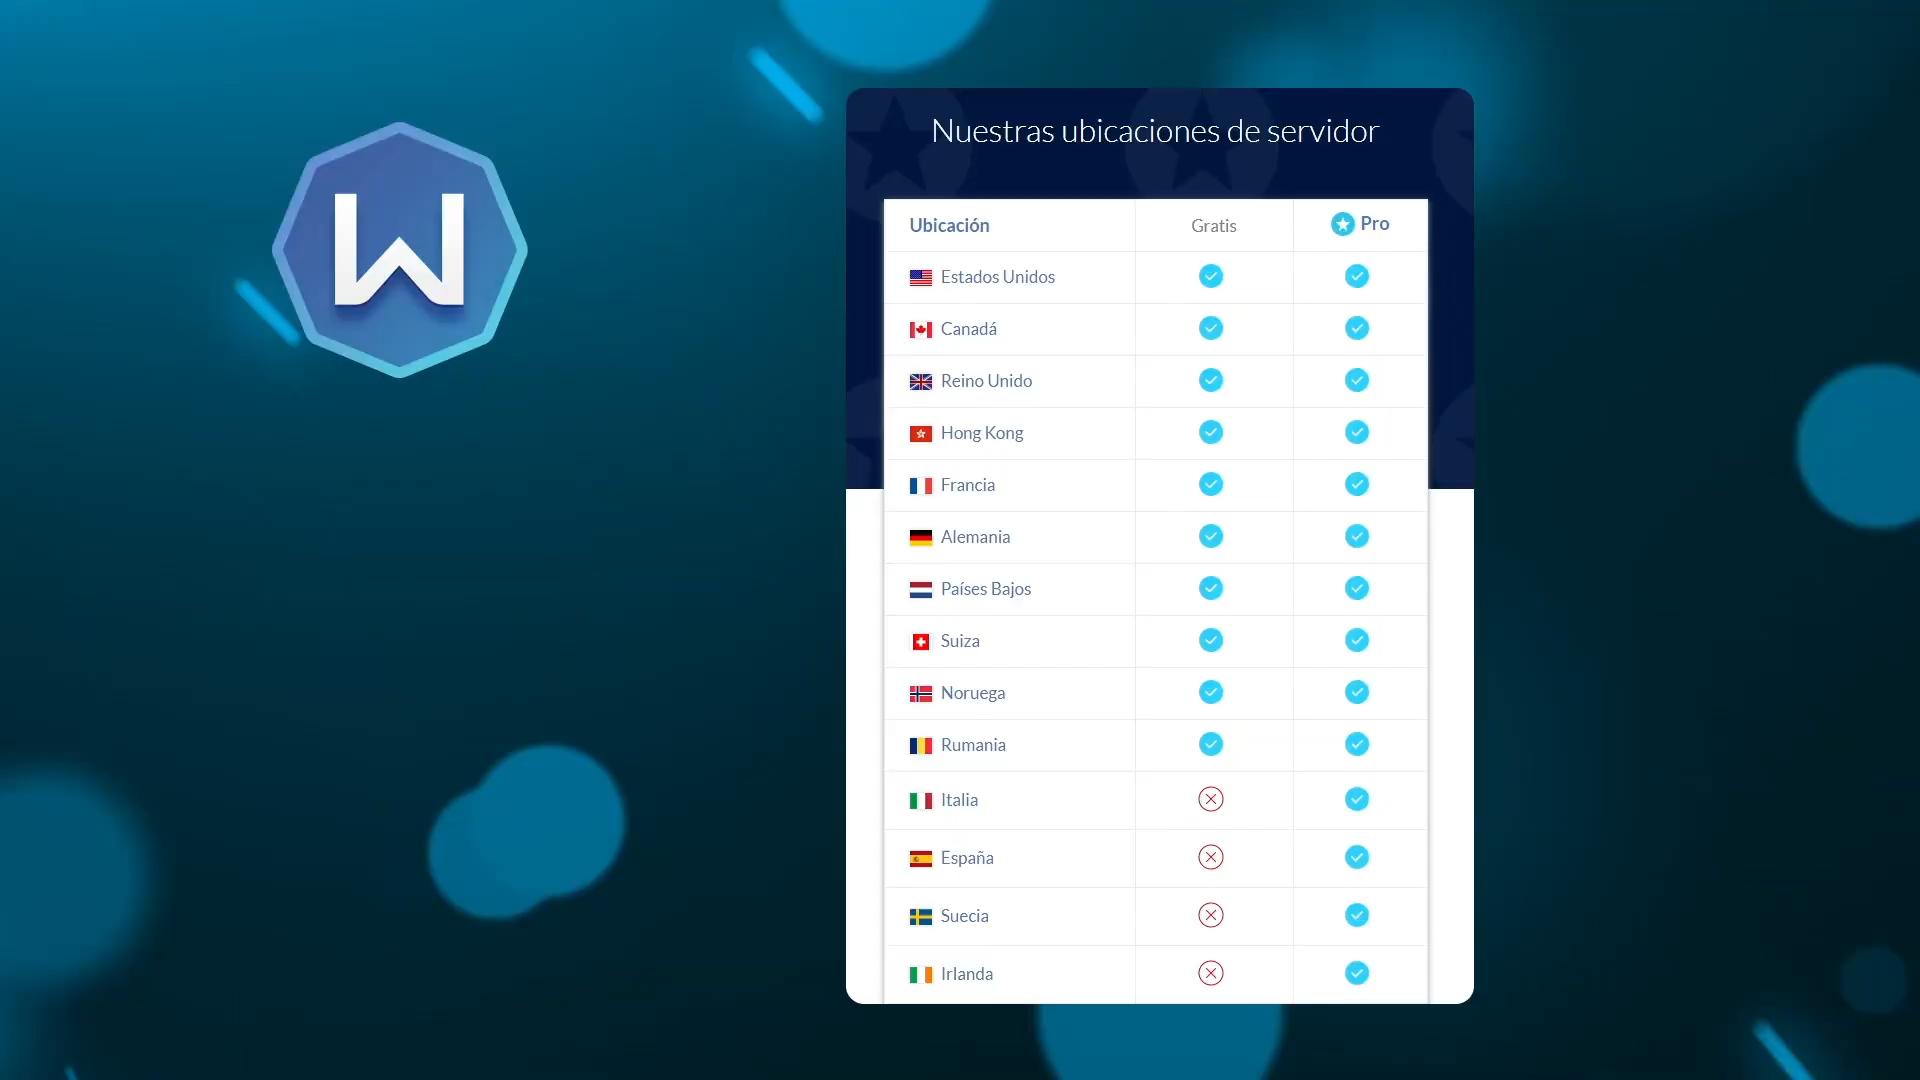 W
Nuestras ubicaciones de servidor
Ubicación Gratis Pro
Estados Unidos
Canadá
Reino Unido
Hong Kong
Francia
Alemania
Países Bajos
Suiza
Noruega
Rumania
Italia
España
Suecia
Irlanda